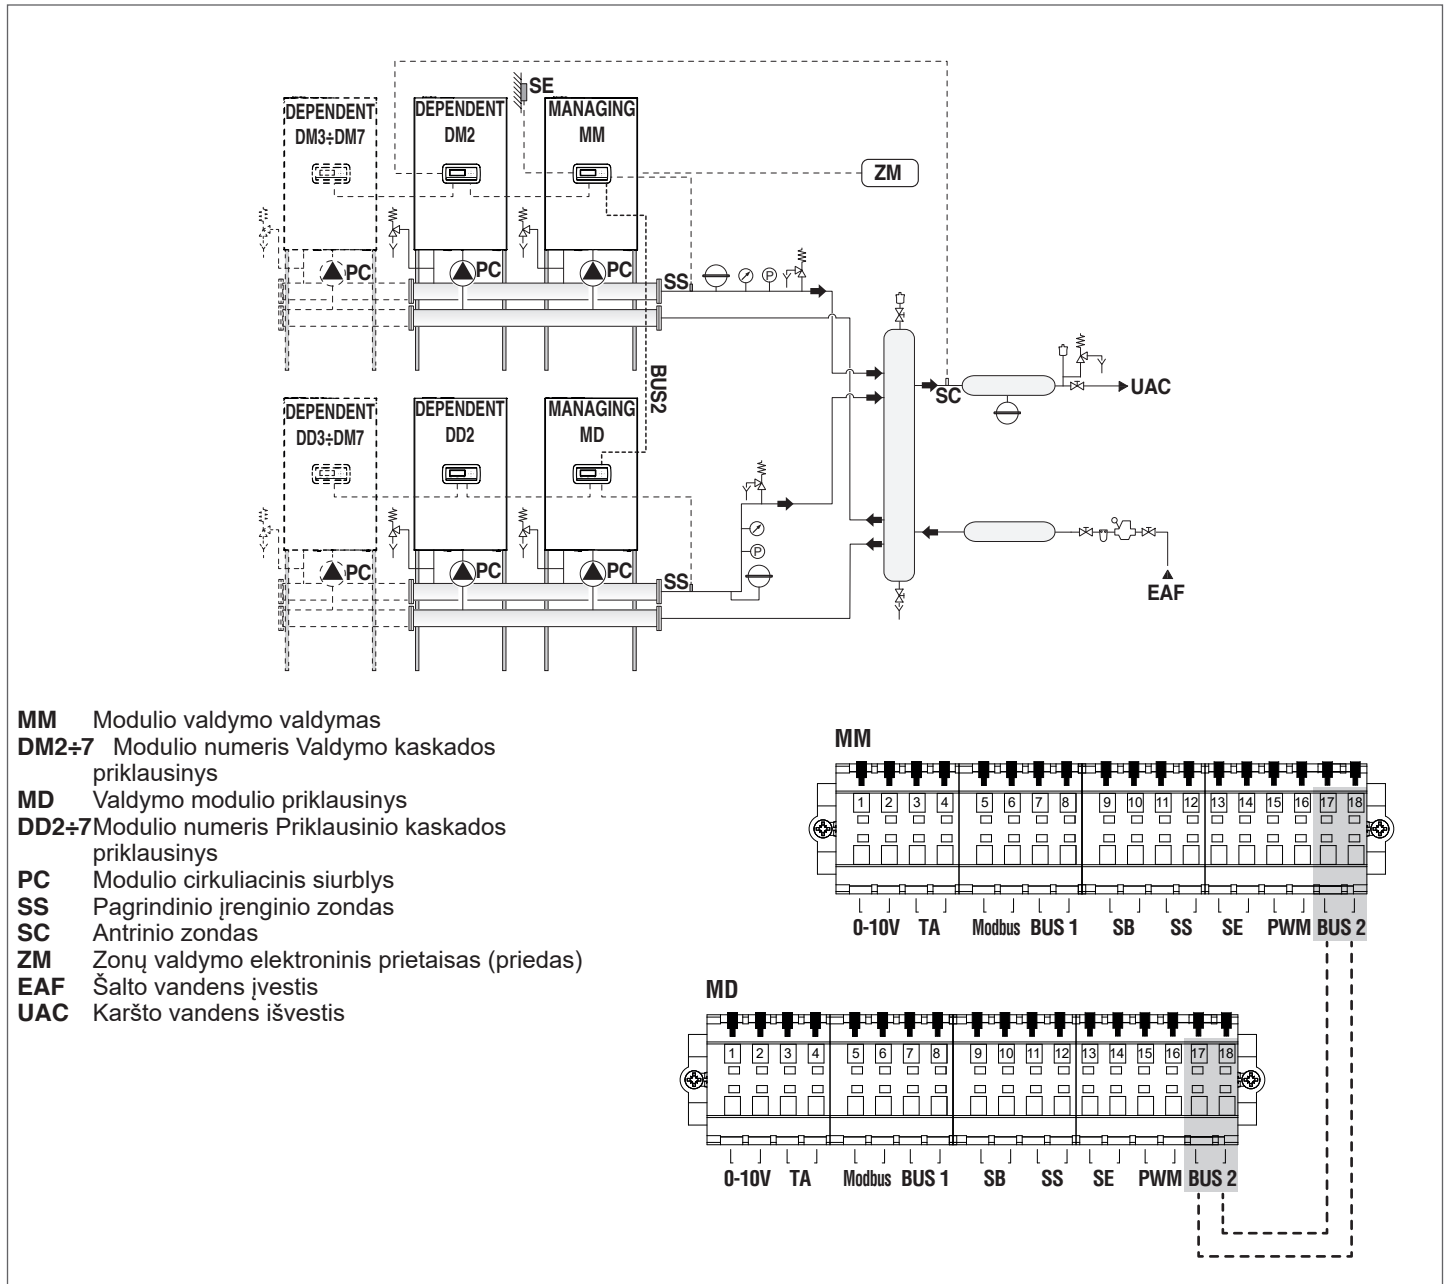 SE
DEPENDENT
DM3÷DM7
DEPENDENT
DM2
MANAGING
MM
ZM
PC
PC
PC
SS
P
BUS2
SC
UAC
DEPENDENT
DD3÷DM7
DEPENDENT
DD2
MANAGING
MD
P
PC
PC
PC
SS
EAF
MM Modulio valdymo valdymas
DM2÷7 Modulio numeris Valdymo kaskados
priklausinys
MD Valdymo modulio priklausinys
DD2÷7 Modulio numeris Priklausinio kaskados
priklausinys
PC Modulio cirkuliacinis siurblys
SS Pagrindinio įrenginio zondas
SC Antrinio zondas
ZM Zonų valdymo elektroninis prietaisas (priedas)
EAF Šalto vandens įvestis
UAC Karšto vandens išvestis
MM
1 2 3 4 5 6 7 8 9 10 11 12 13 14 15 16 17 18
0-10V TA Modbus BUS 1 SB SS SE PWM BUS 2
MD
1 2 3 4 5 6 7 8 9 10 11 12 13 14 15 16 17 18
0-10V TA Modbus BUS 1 SB SS SE PWM BUS 2